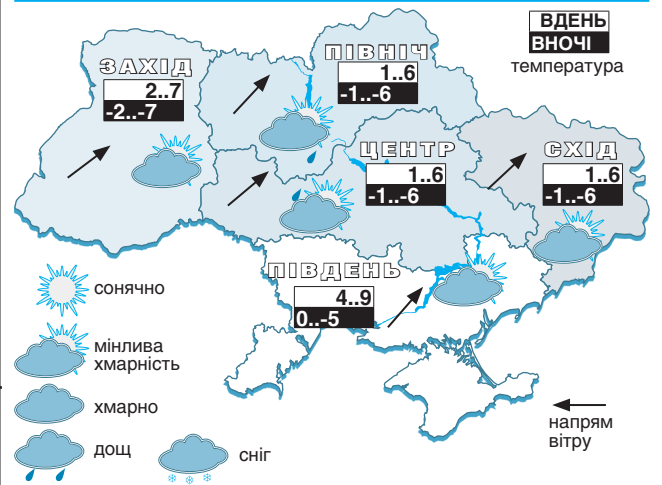 ВДЕНЬ
ВНОЧІ
температура
ПІВНІЧ
1..6
-1..-6
ЗАХІД
2..7
-2..-7
ЦЕНТР
1..6
-1..-6
СХІД
1..6
-1..-6
ПІВДЕНЬ
4..9
0..-5
сонячно
мінлива
хмарність
хмарно
дощ
сніг
напрям
вітру